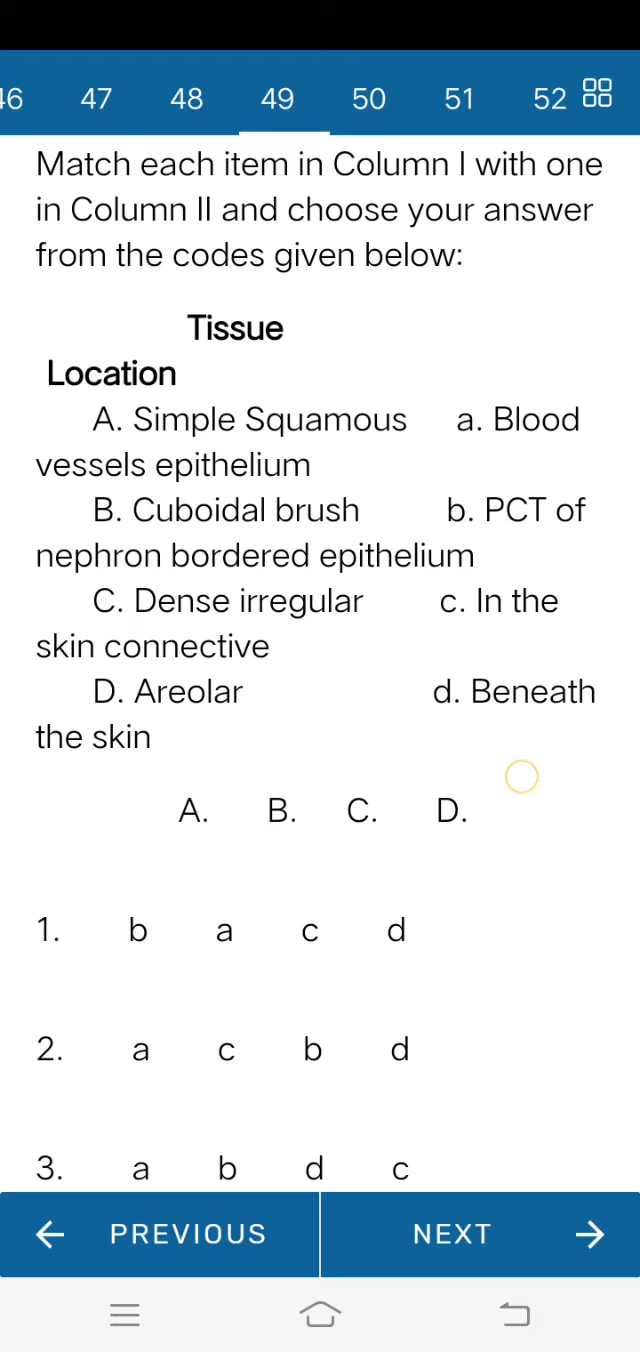 46 47 48 49 50 51 52
Match each item in Column I with one
in Column II and choose your answer
from the codes given below:
Tissue
Location
A. Simple Squamous a. Blood
vessels epithelium
B. Cuboidal brush b. PCT of
nephron bordered epithelium
C. Dense irregular c. In the
skin connective
D. Areolar d. Beneath
the skin
A. B. C. D.
1. b a c d
2. a c b d
3. a b d c
PREVIOUS NEXT